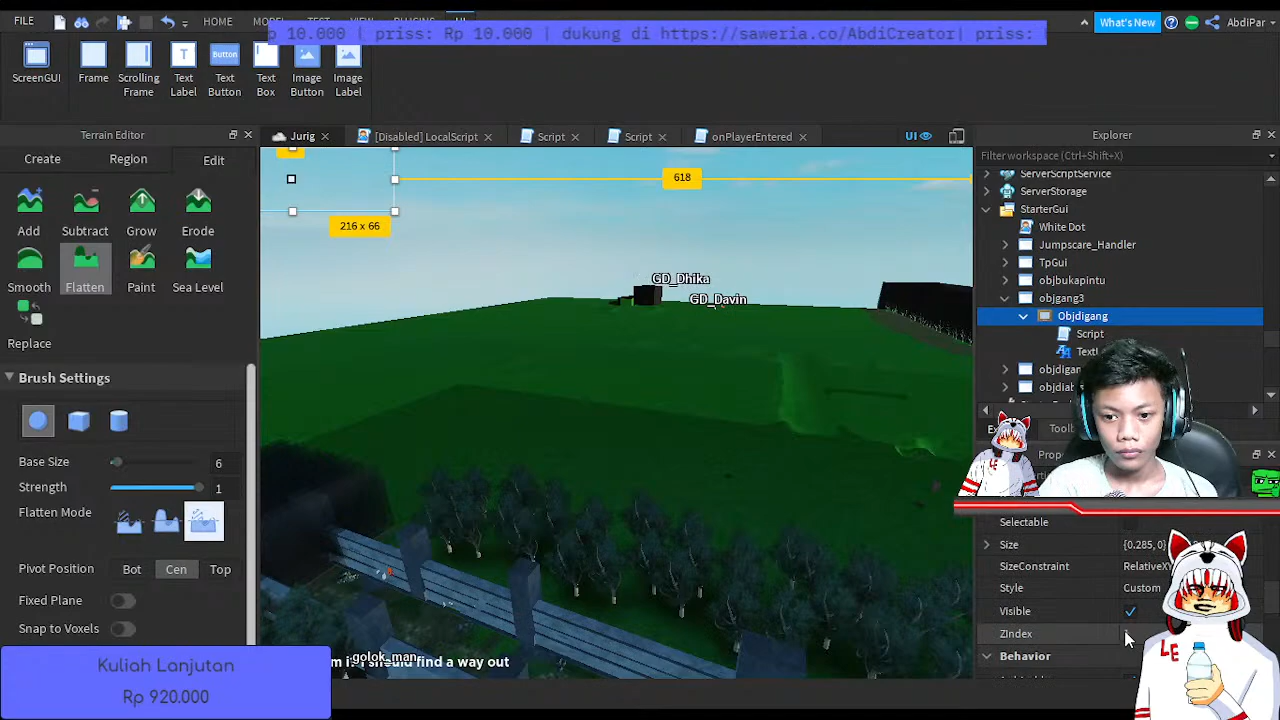 FILE
HOME
UI
AbdiPar
What's New
p 10.000 ( priss: Rp 10.000 | dukung di https://saweria.co/AbdiCreator| priss:
ScreenGUI
Frame
Scrolling Frame
Text Label
Text Button
Text Box
Image Button
Image Label
Button
Terrain Editor
Jurig
[Disabled] LocalScript
Script
Script
onPlayerEntered
UI
Explorer
Create
Region
Edit
Filter workspace (Ctrl+Shift+X)
Add
Subtract
Grow
Erode
Smooth
Flatten
Paint
Sea Level
Replace
618
216 x 66
GD_Dhika
GD_Davin
ServerScriptService
ServerStorage
StarterGui
White Dot
Jumpscare_Handler
TpGui
objbukapintu
objgang3
Objdigang
Script
Brush Settings
Base Size
6
Strength
1
Flatten Mode
Pivot Position
Bot
Cen
Top
Fixed Plane
Snap to Voxels
Selectable
Size
{0.285, 0}
SizeConstraint
Style
Custom
Visible
ZIndex
Behavior
golok_man
should find a way out
Kuliah Lanjutan
Rp 920.000
LE